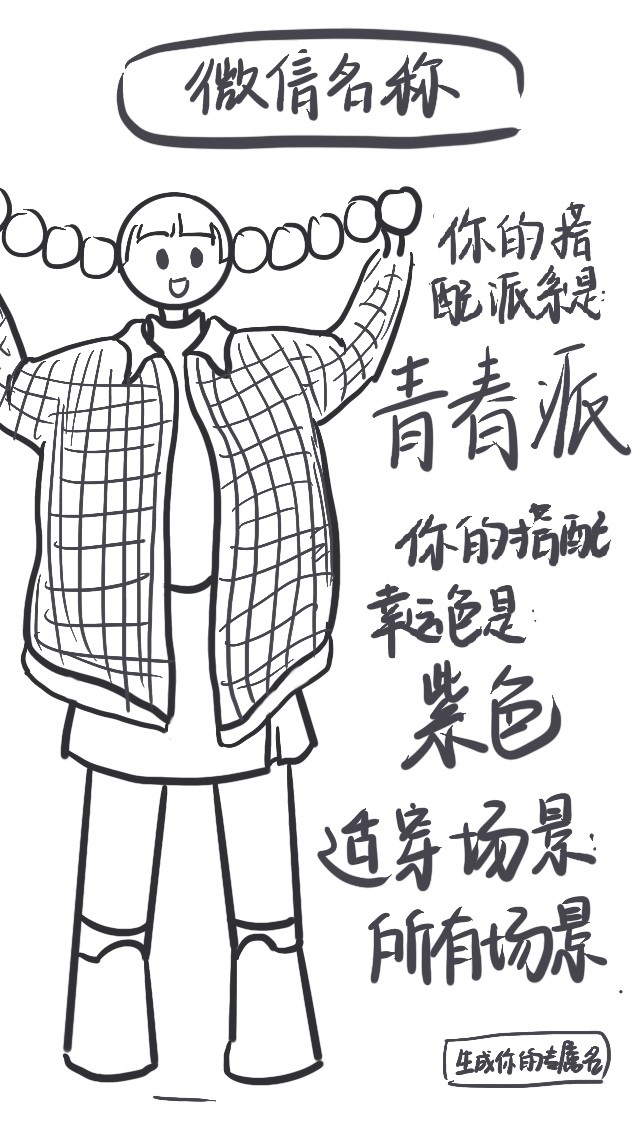 微信名称
你的搭
配派系是:
青春派
你的搭配
幸运色是:
紫色
适穿场景:
所有场景
生成你的专属名